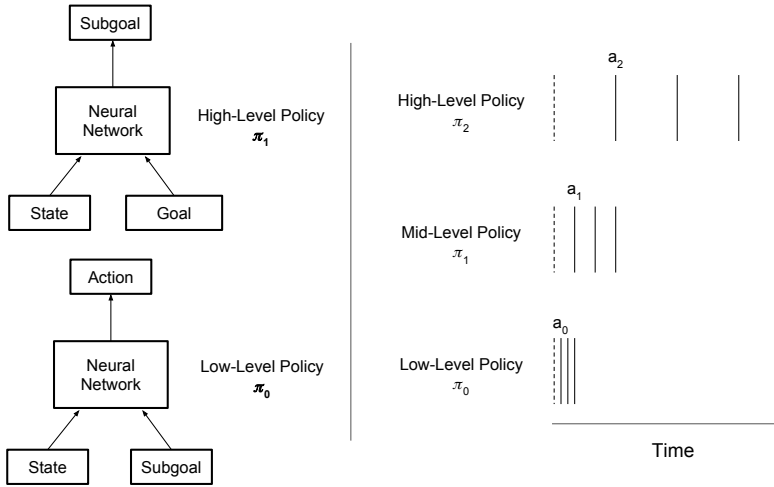 Subgoal
Neural
Network
High-Level Policy
π₁
State
Goal
Action
Neural
Network
Low-Level Policy
π₀
State
Subgoal
a₂
High-Level Policy
π₂
a₁
Mid-Level Policy
π₁
a₀
Low-Level Policy
π₀
Time